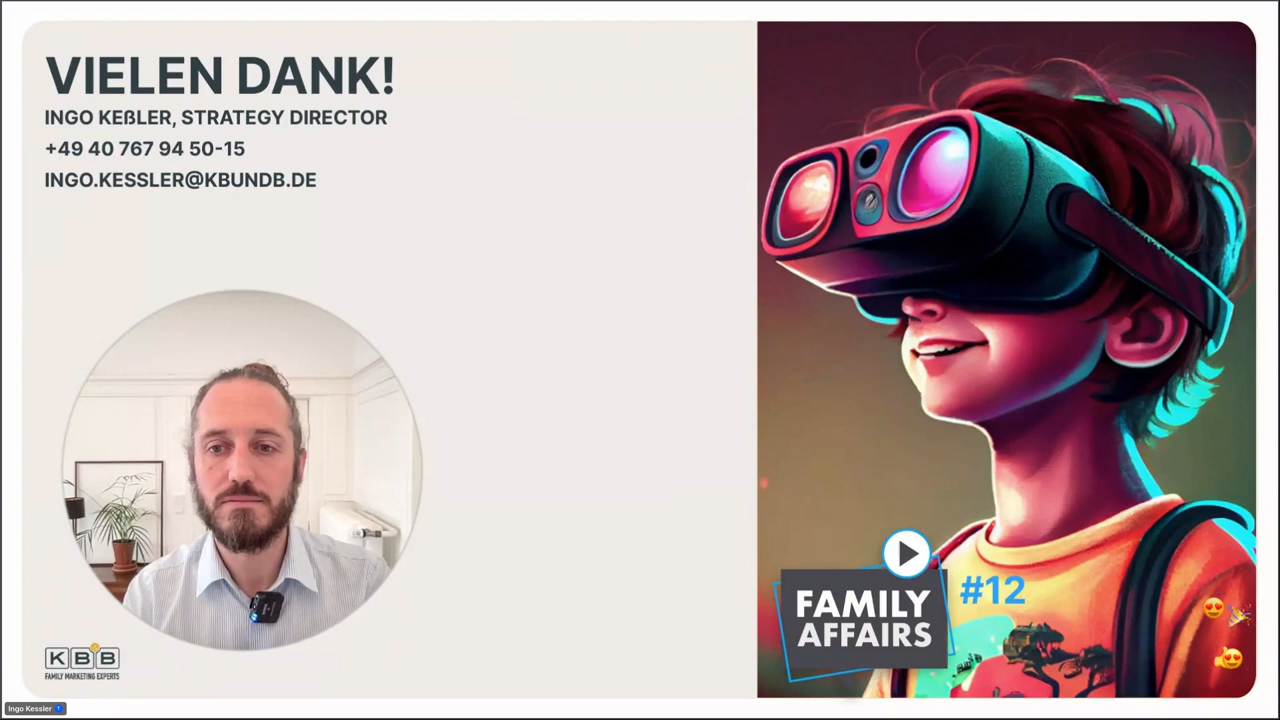 VIELEN DANK!
INGO KEßLER, STRATEGY DIRECTOR
+49 40 767 94 50-15
INGO.KESSLER@KBUNDB.DE
KBB
FAMILY MARKETING EXPERTS
FAMILY
AFFAIRS
#12
Ingo Kessler